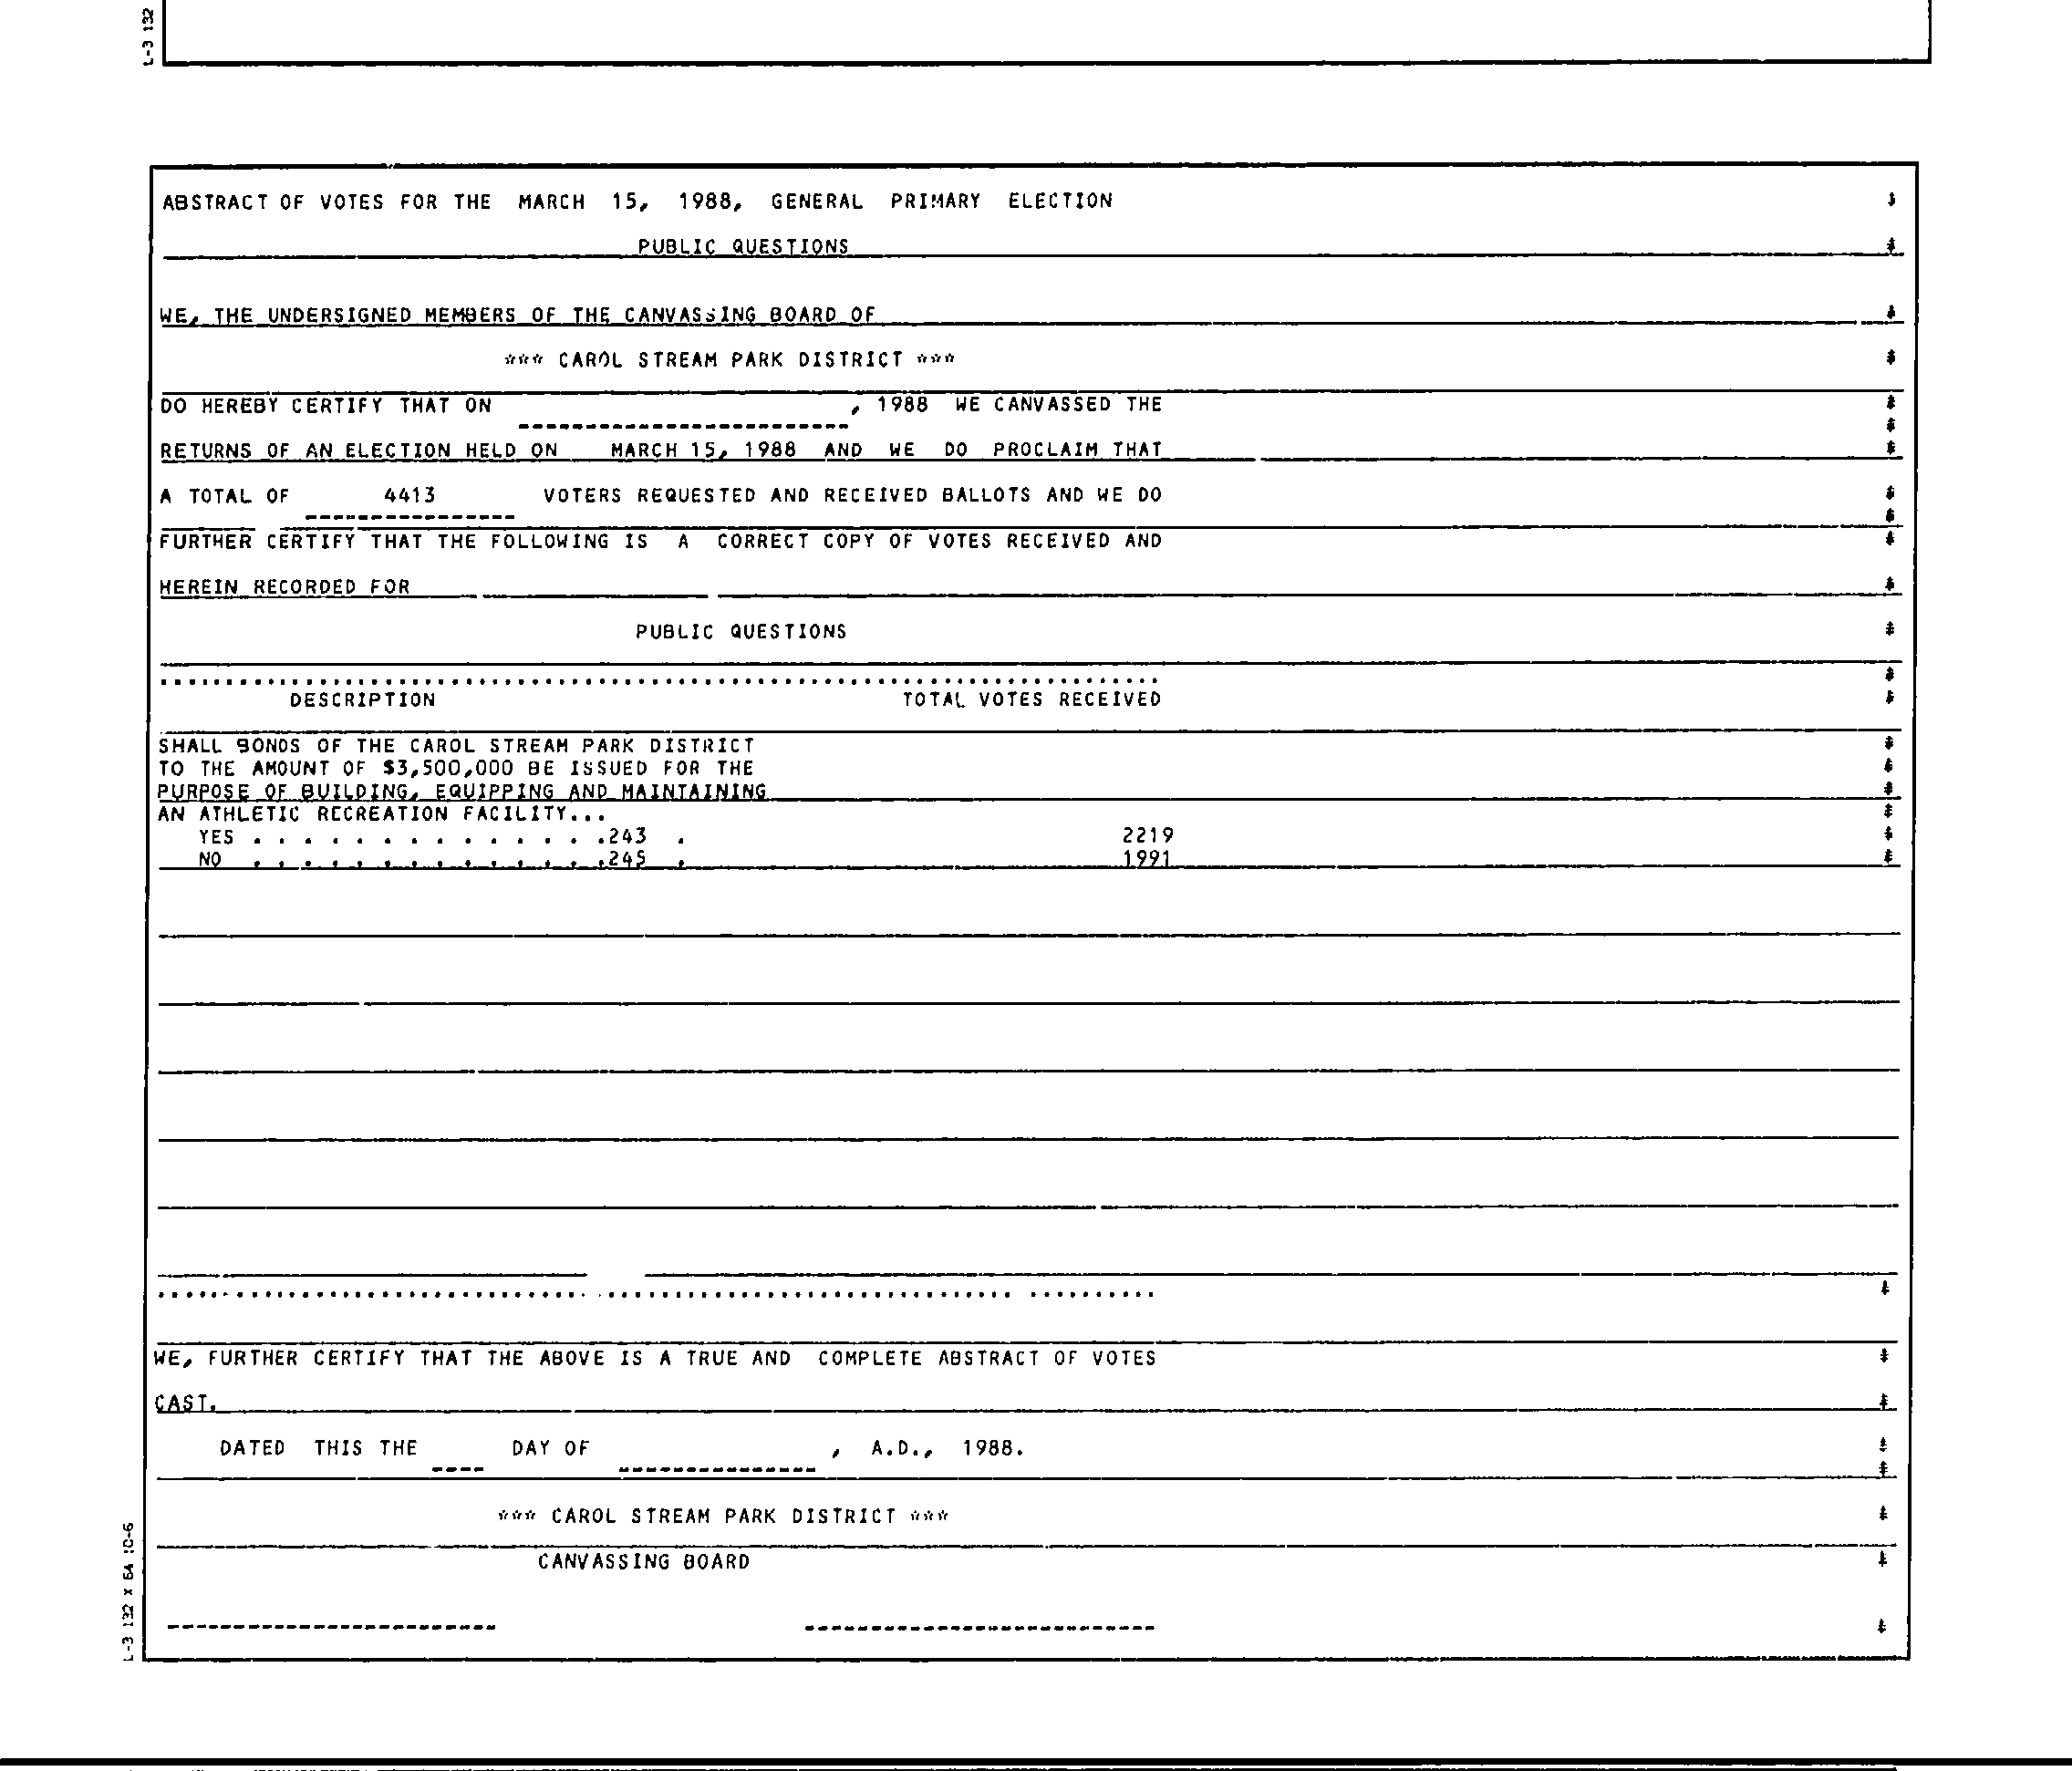 L-3 132
ABSTRACT OF VOTES FOR THE MARCH 15, 1988, GENERAL PRIMARY ELECTION
PUBLIC QUESTIONS
WE, THE UNDERSIGNED MEMBERS OF THE CANVASSING BOARD OF
*** CAROL STREAM PARK DISTRICT ***
DO HEREBY CERTIFY THAT ON , 1988 WE CANVASSED THE
RETURNS OF AN ELECTION HELD ON MARCH 15, 1988 AND WE DO PROCLAIM THAT
A TOTAL OF 4413 VOTERS REQUESTED AND RECEIVED BALLOTS AND WE DO
FURTHER CERTIFY THAT THE FOLLOWING IS A CORRECT COPY OF VOTES RECEIVED AND
HEREIN RECORDED FOR
PUBLIC QUESTIONS
DESCRIPTION TOTAL VOTES RECEIVED
SHALL BONDS OF THE CAROL STREAM PARK DISTRICT
TO THE AMOUNT OF $3,500,000 BE ISSUED FOR THE
PURPOSE OF BUILDING, EQUIPPING AND MAINTAINING
AN ATHLETIC RECREATION FACILITY...
YES . . . . . . . . . . . . . .243 . 2219
NO . . . . . . . . . . . . . .245 . 1991
WE, FURTHER CERTIFY THAT THE ABOVE IS A TRUE AND COMPLETE ABSTRACT OF VOTES
CAST.
DATED THIS THE ---- DAY OF --------------- , A.D., 1988.
*** CAROL STREAM PARK DISTRICT ***
CANVASSING BOARD
L-3 132 X 64 10-6